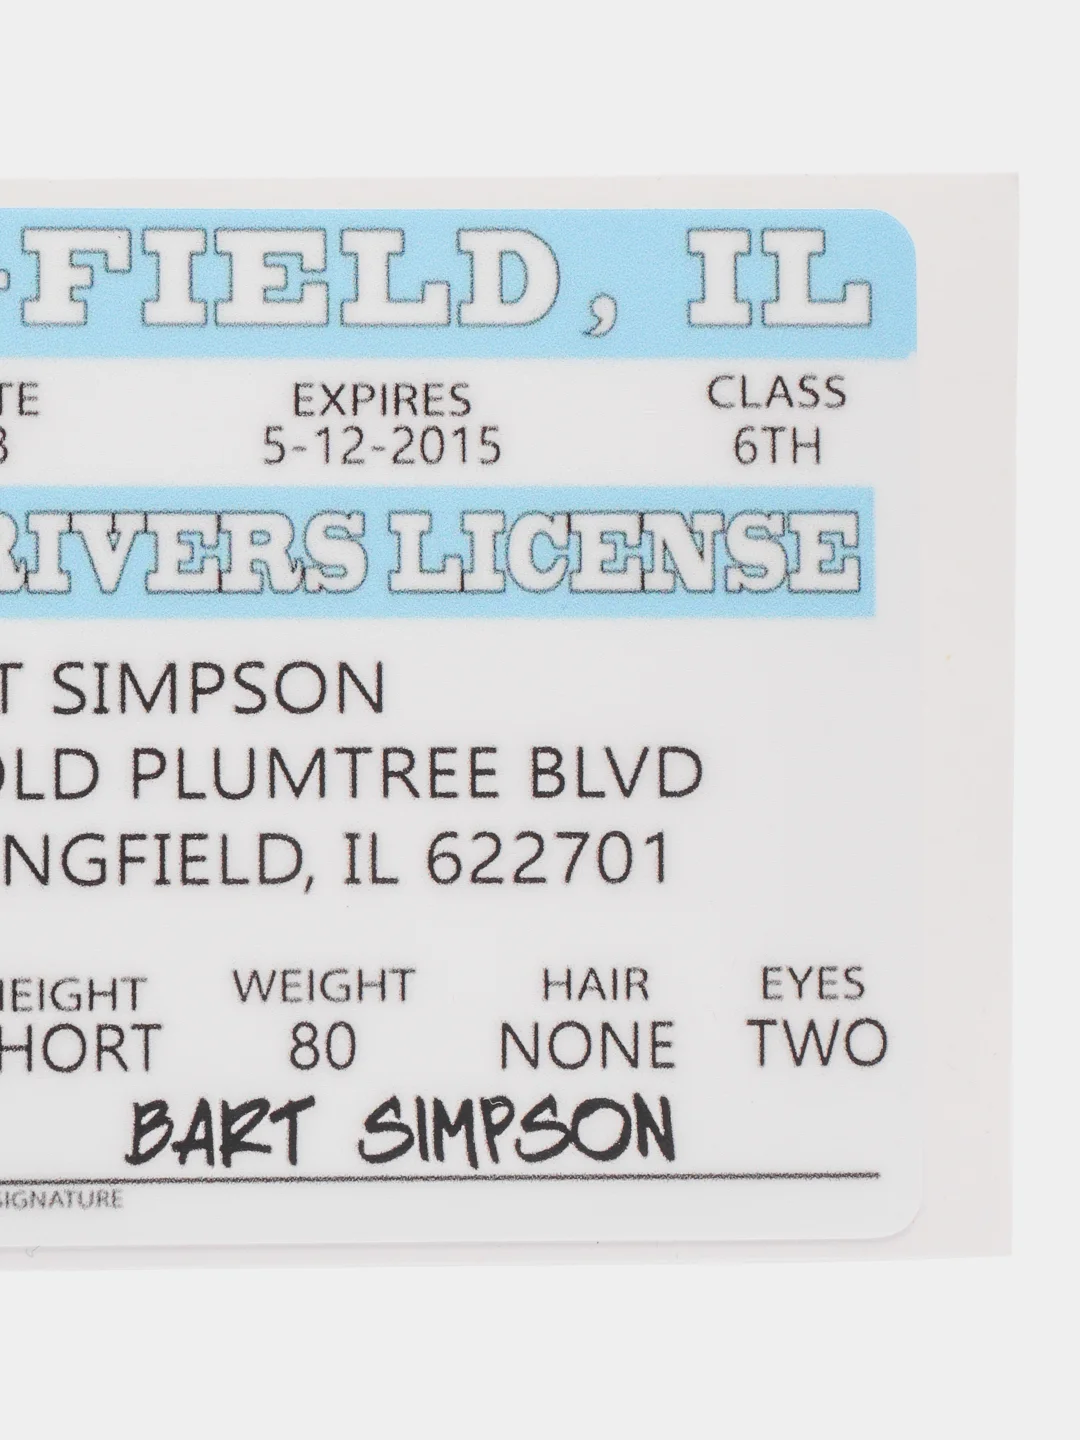 FIELD, IL
TE EXPIRES CLASS
5-12-2015 6TH
RIVERS LICENSE
T SIMPSON
OLD PLUMTREE BLVD
NGFIELD, IL 622701
HEIGHT WEIGHT HAIR EYES
HORT 80 NONE TWO
BART SIMPSON
SIGNATURE